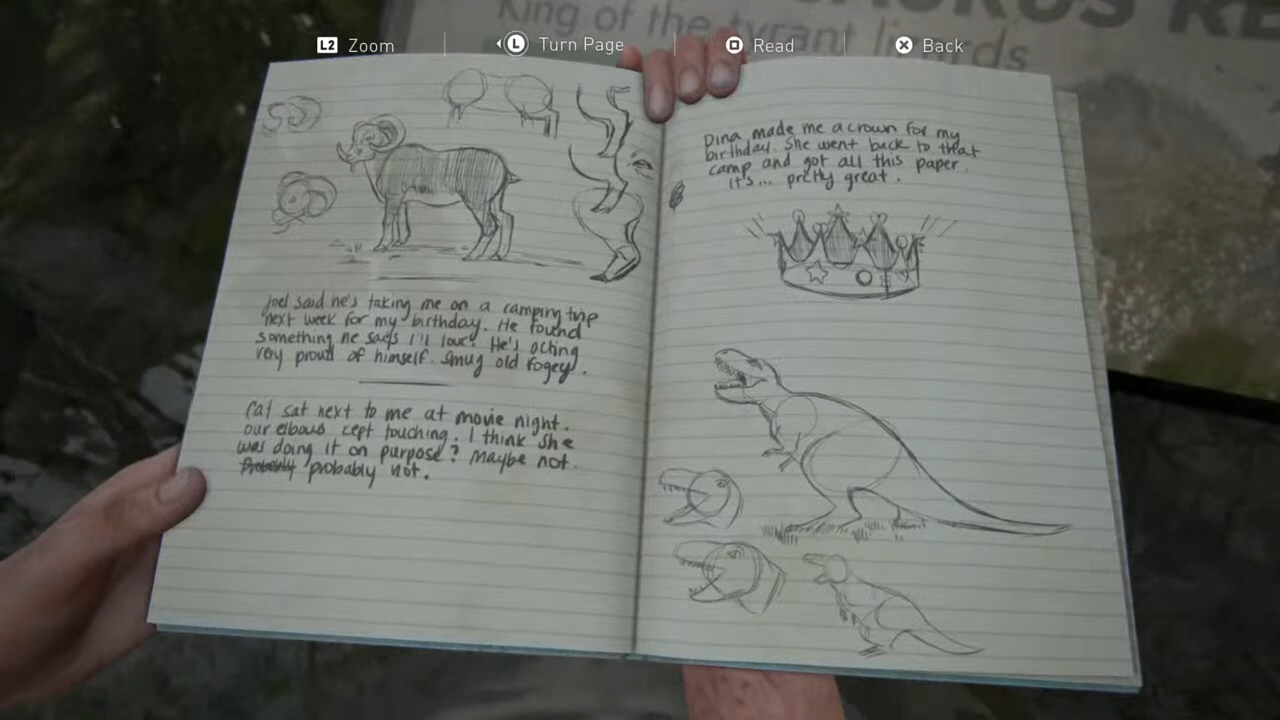 King of the tyrant lizards
L2 Zoom
L Turn Page
Read
Back
Joel said he's taking me on a camping trip
next week for my birthday. He found
something he says I'll love. He's acting
very proud of himself. Smug old fogey.
Cat sat next to me at movie night.
our elbows kept touching. I think she
was doing it on purpose? Maybe not.
Probably probably not.
Dina made me a crown for my
birthday. She went back to that
camp and got all this paper.
It's... pretty great.